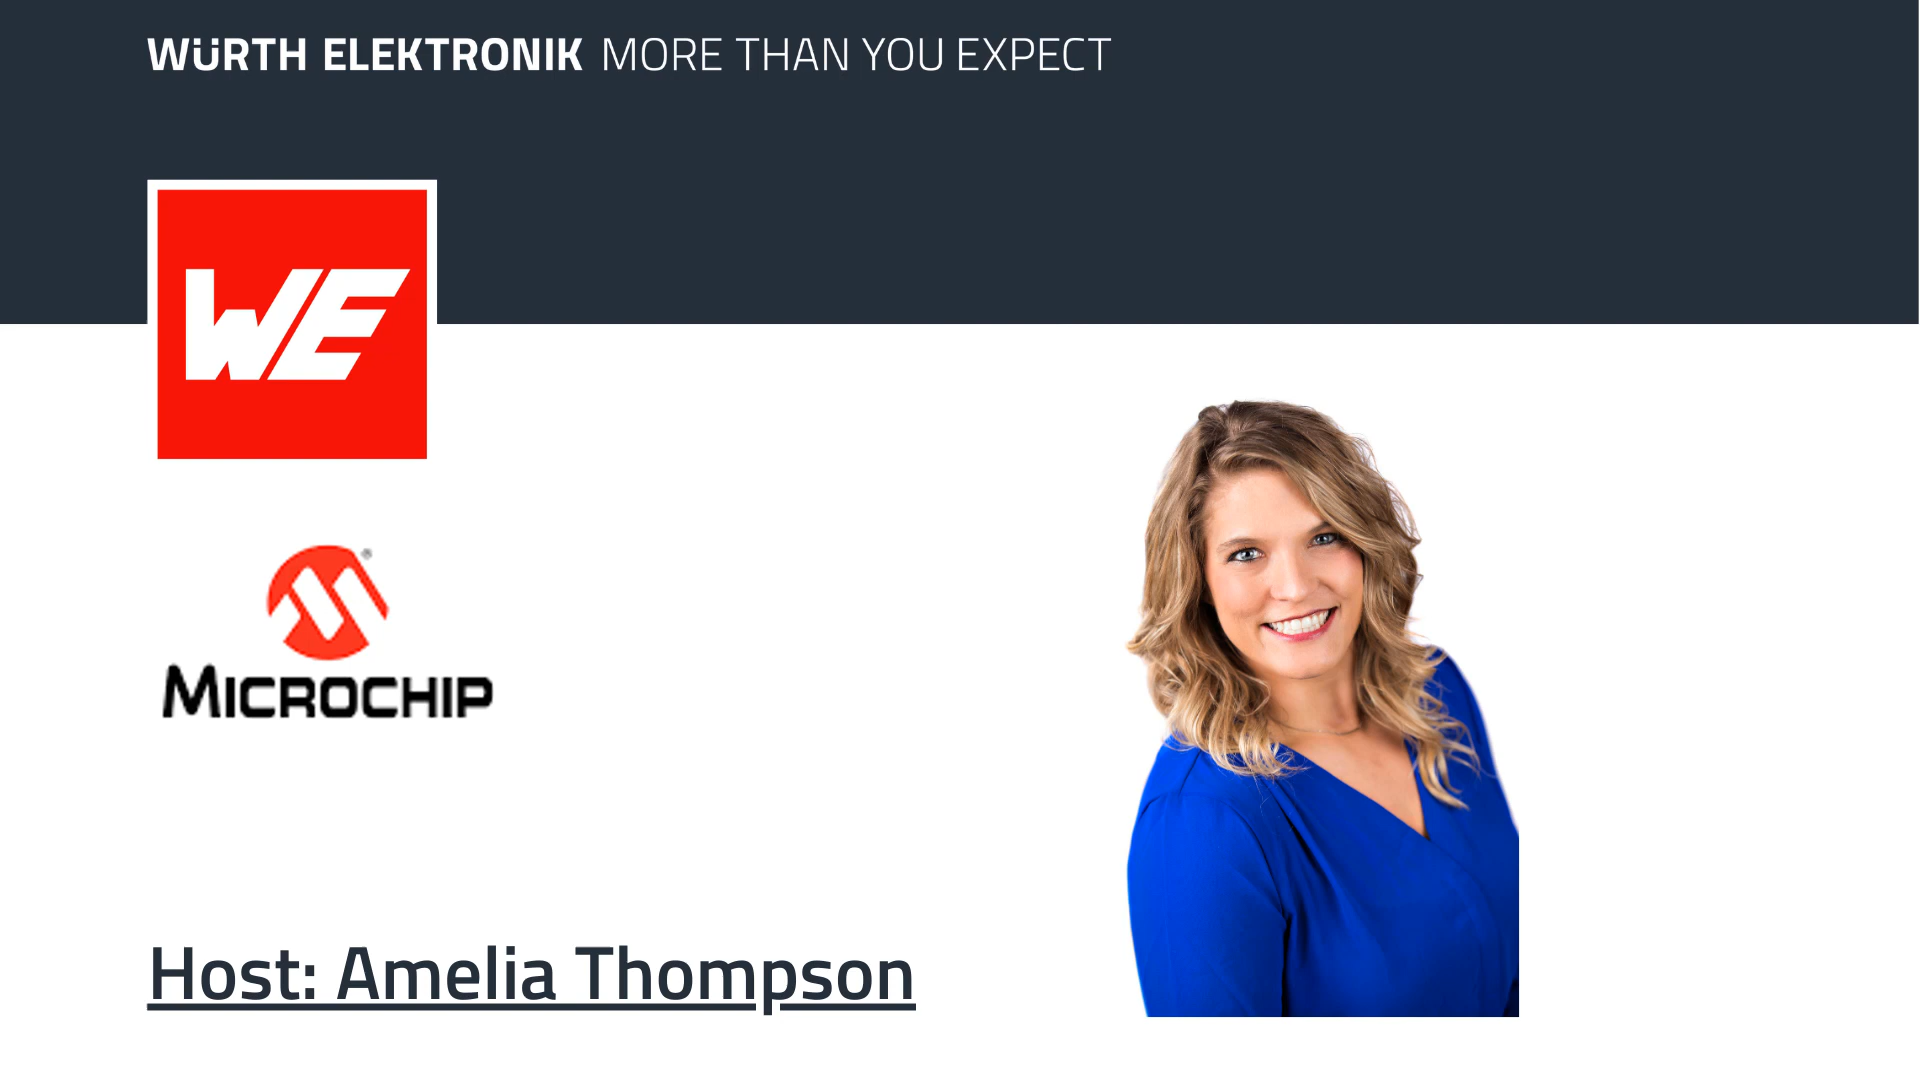 WÜRTH ELEKTRONIK MORE THAN YOU EXPECT
WE
®
MICROCHIP
Host: Amelia Thompson